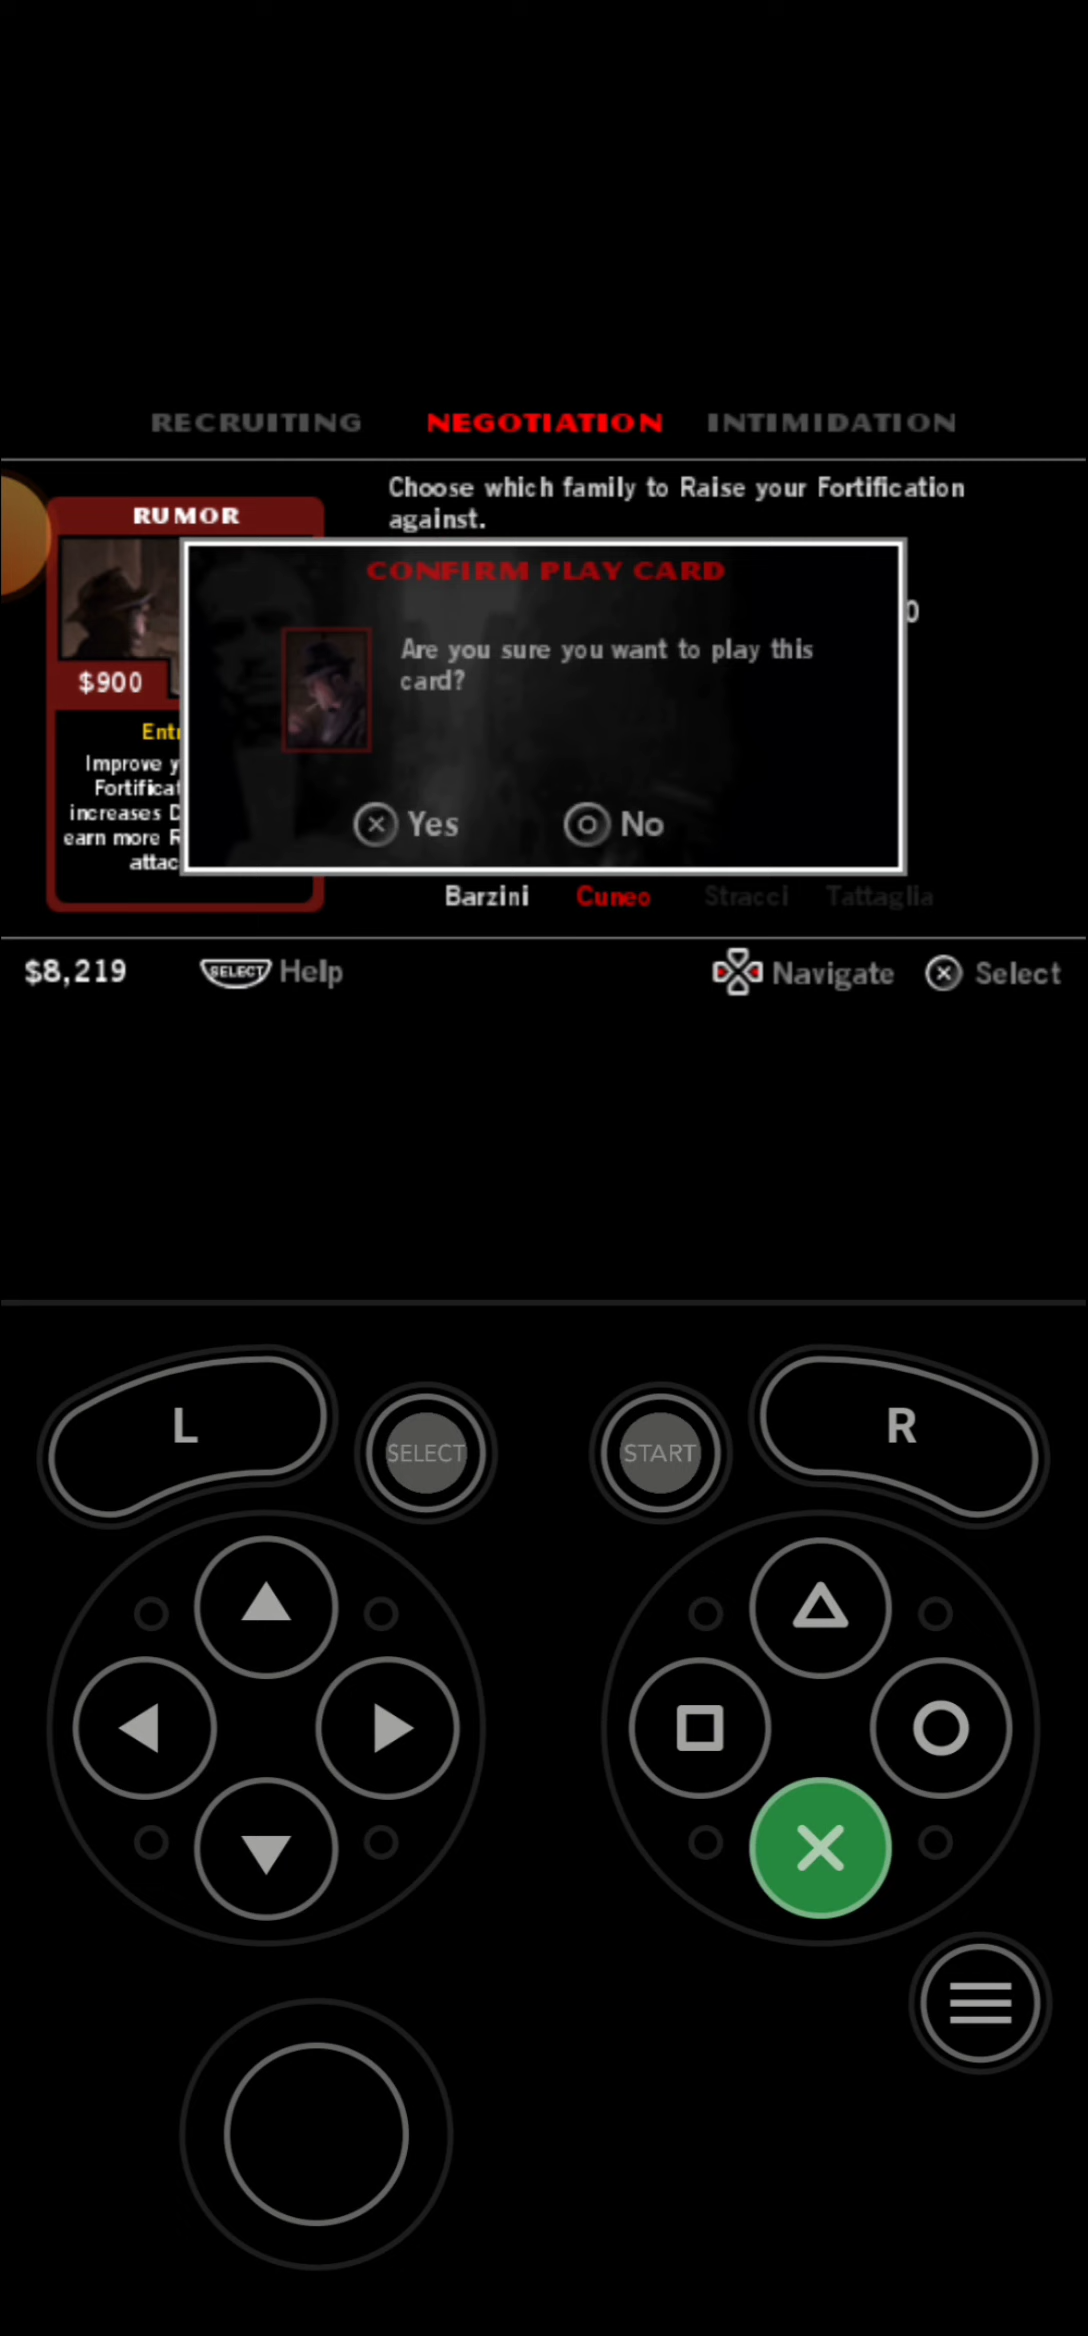 RECRUITING NEGOTIATION INTIMIDATION
Choose which family to Raise your Fortification
against.
RUMOR
CONFIRM PLAY CARD
0
Are you sure you want to play this
card?
$900
Improve
Fortificat
increases
earn more R
attac
Yes No
Barzini Cuneo Stracci Tattaglia
$8,219 SELECT Help Navigate Select
L SELECT START R